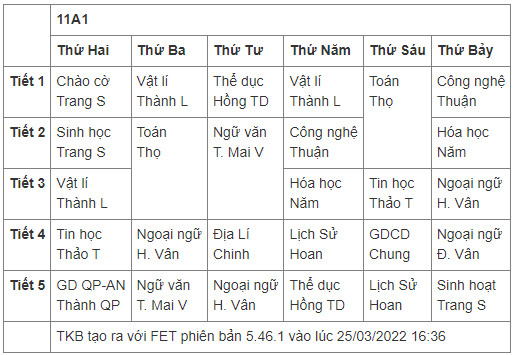 11A1
Thứ Hai Thứ Ba Thứ Tư Thứ Năm Thứ Sáu Thứ Bảy
Tiết 1 Chào cờ Vật lí Thể dục Vật lí Toán Công nghệ
Trang S Thành L Hồng TD Thành L Thọ Thuận
Tiết 2 Sinh học Toán Ngữ văn Công nghệ Hóa học
Trang S Thọ T. Mai V Thuận Năm
Tiết 3 Vật lí Hóa học Tin học Ngoại ngữ
Thành L Năm Thảo T H. Vân
Tiết 4 Tin học Ngoại ngữ Địa Lí Lịch Sử GDCD Ngoại ngữ
Thảo T H. Vân Chinh Hoan Chung Đ. Vân
Tiết 5 GD QP-AN Ngữ văn Ngoại ngữ Thể dục Lịch Sử Sinh hoạt
Thành QP T. Mai V H. Vân Hồng TD Hoan Trang S
TKB tạo ra với FET phiên bản 5.46.1 vào lúc 25/03/2022 16:36